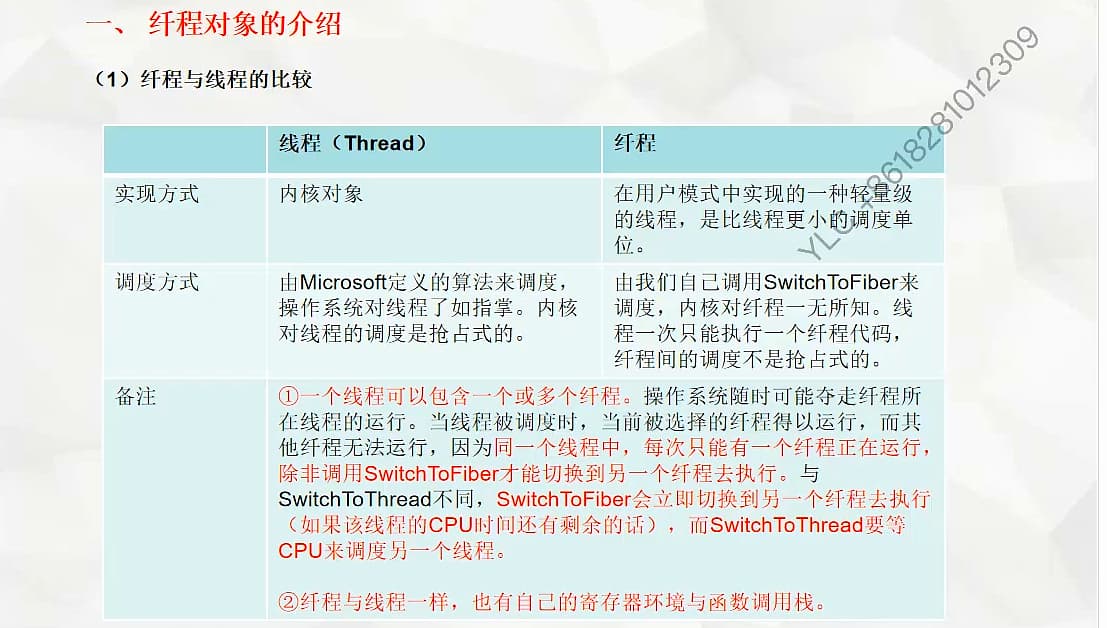 一、 纤程对象的介绍
（1）纤程与线程的比较
线程（Thread）
纤程
实现方式
内核对象
在用户模式中实现的一种轻量级
的线程，是比线程更小的调度单
位。
调度方式
由Microsoft定义的算法来调度，
操作系统对线程了如指掌。内核
对线程的调度是抢占式的。
由我们自己调用SwitchToFiber来
调度，内核对纤程一无所知。线
程一次只能执行一个纤程代码，
纤程间的调度不是抢占式的。
备注
①一个线程可以包含一个或多个纤程。操作系统随时可能夺走纤程所
在线程的运行。当线程被调度时，当前被选择的纤程得以运行，而其
他纤程无法运行，因为同一个线程中，每次只能有一个纤程正在运行，
除非调用SwitchToFiber才能切换到另一个纤程去执行。与
SwitchToThread不同，SwitchToFiber会立即切换到另一个纤程去执行
（如果该线程的CPU时间还有剩余的话），而SwitchToThread要等
CPU来调度另一个线程。
②纤程与线程一样，也有自己的寄存器环境与函数调用栈。